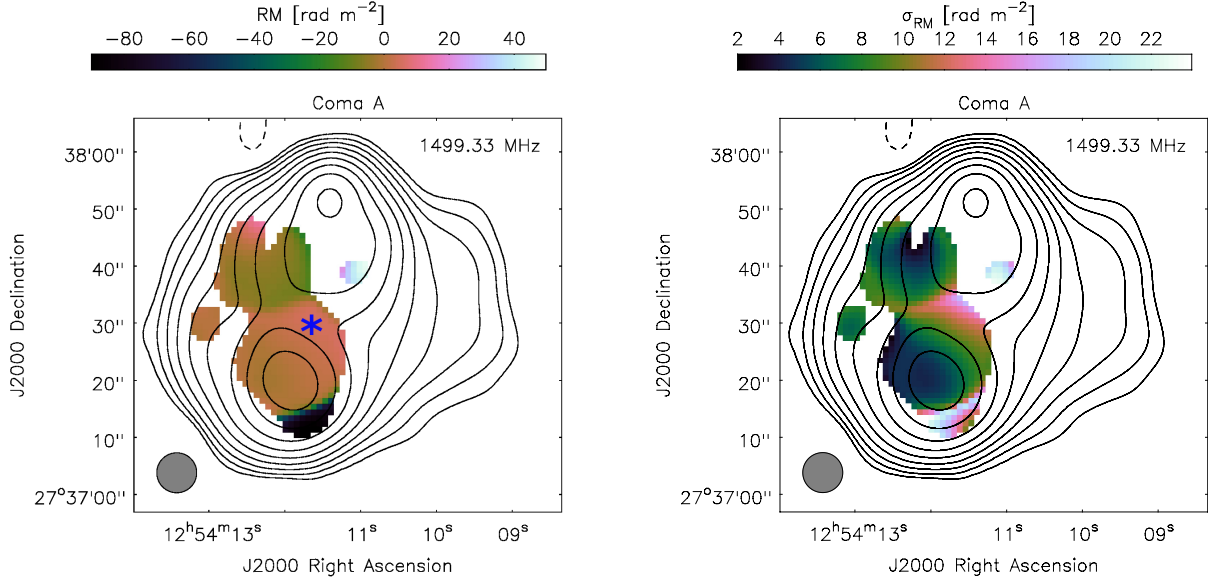 RM [rad m⁻²]
−80 −60 −40 −20 0 20 40
Coma A
1499.33 MHz
38'00"
50"
40"
30"
20"
10"
27°37'00"
J2000 Declination
12ʰ54ᵐ13ˢ 11ˢ 10ˢ 09ˢ
J2000 Right Ascension
σ_RM [rad m⁻²]
2 4 6 8 10 12 14 16 18 20 22
Coma A
1499.33 MHz
38'00"
50"
40"
30"
20"
10"
27°37'00"
J2000 Declination
12ʰ54ᵐ13ˢ 11ˢ 10ˢ 09ˢ
J2000 Right Ascension